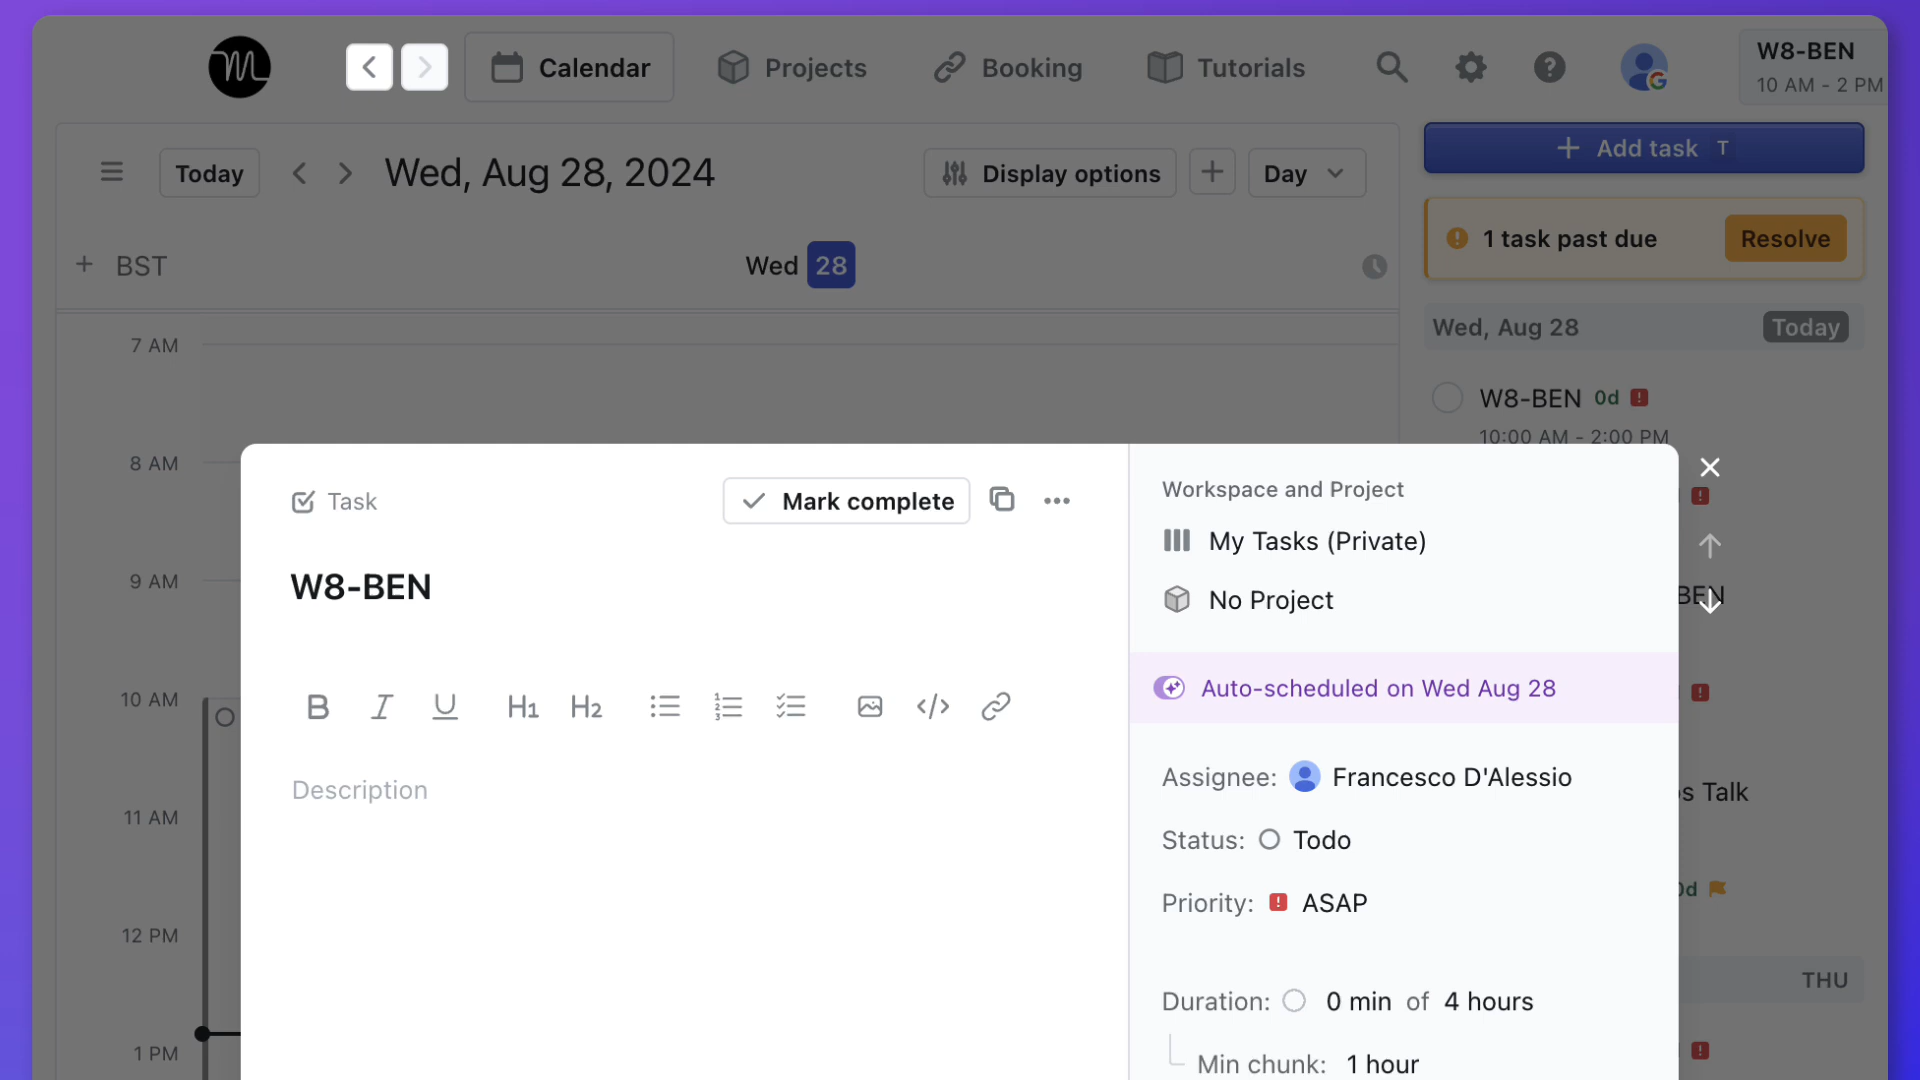 Calendar
Projects
Booking
Tutorials
W8-BEN
10 AM - 2 PM
Today
Wed, Aug 28, 2024
Display options
Day
Add task T
1 task past due
Resolve
BST
Wed 28
Wed, Aug 28
Today
7 AM
W8-BEN 0d
10:00 AM - 2:00 PM
8 AM
Task
Mark complete
Workspace and Project
My Tasks (Private)
9 AM
W8-BEN
No Project
BEN
10 AM
B I U H1 H2
Auto-scheduled on Wed Aug 28
Description
Assignee: Francesco D'Alessio
s Talk
11 AM
Status: Todo
Priority: ASAP
0d
12 PM
THU
Duration: 0 min of 4 hours
1 PM
Min chunk: 1 hour